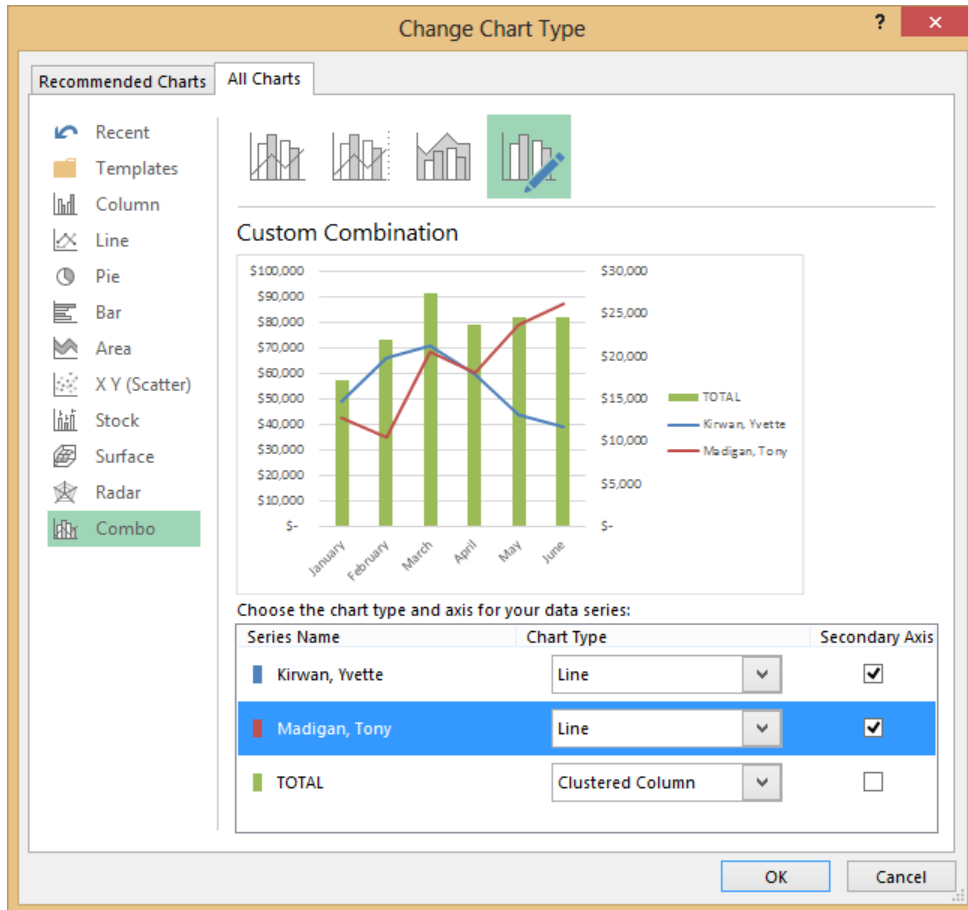 Change Chart Type
?
×
Recommended Charts
All Charts
Recent
Templates
Column
Line
Pie
Bar
Area
X Y (Scatter)
Stock
Surface
Radar
Combo
Custom Combination
$100,000
$90,000
$80,000
$70,000
$60,000
$50,000
$40,000
$30,000
$20,000
$10,000
$-
$30,000
$25,000
$20,000
$15,000
$10,000
$5,000
$-
January
February
March
April
May
June
TOTAL
Kirwan, Yvette
Madigan, Tony
Choose the chart type and axis for your data series:
Series Name Chart Type Secondary Axis
Kirwan, Yvette Line
Madigan, Tony Line
TOTAL Clustered Column
OK Cancel